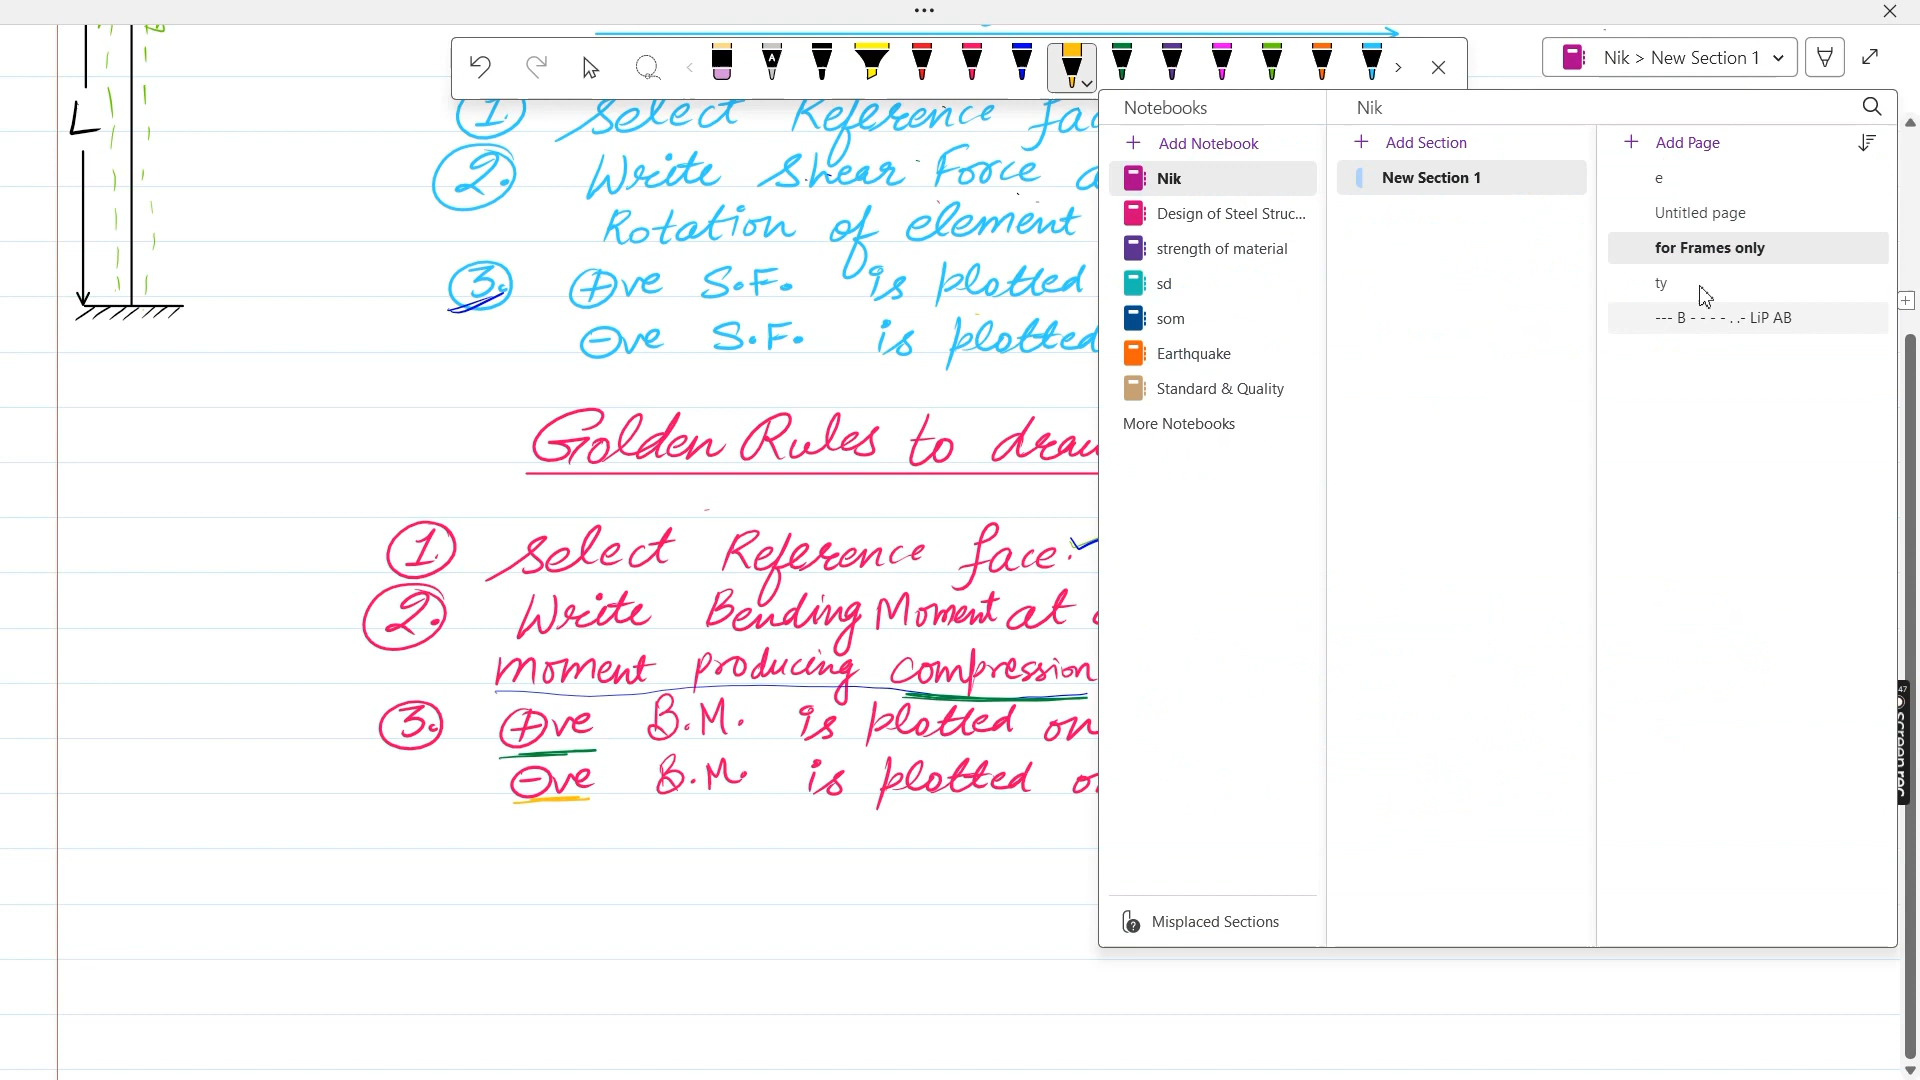 Nik > New Section 1
L
① Select Reference fac
② Write Shear Force
Rotation of element
③. ⊕ve S.F. is plotted
⊖ve S.F. is plotted
Golden Rules to draw
① Select Reference face.
②. Write Bending Moment at
moment producing compression
③. ⊕ve B.M. is plotted on
⊖ve B.M. is plotted o
Notebooks
Add Notebook
Nik
Design of Steel Struc...
strength of material
sd
som
Earthquake
Standard & Quality
More Notebooks
Misplaced Sections
Nik
Add Section
New Section 1
Add Page
e
Untitled page
for Frames only
ty
--- B - - - - . .- LiP AB
47
screenrec